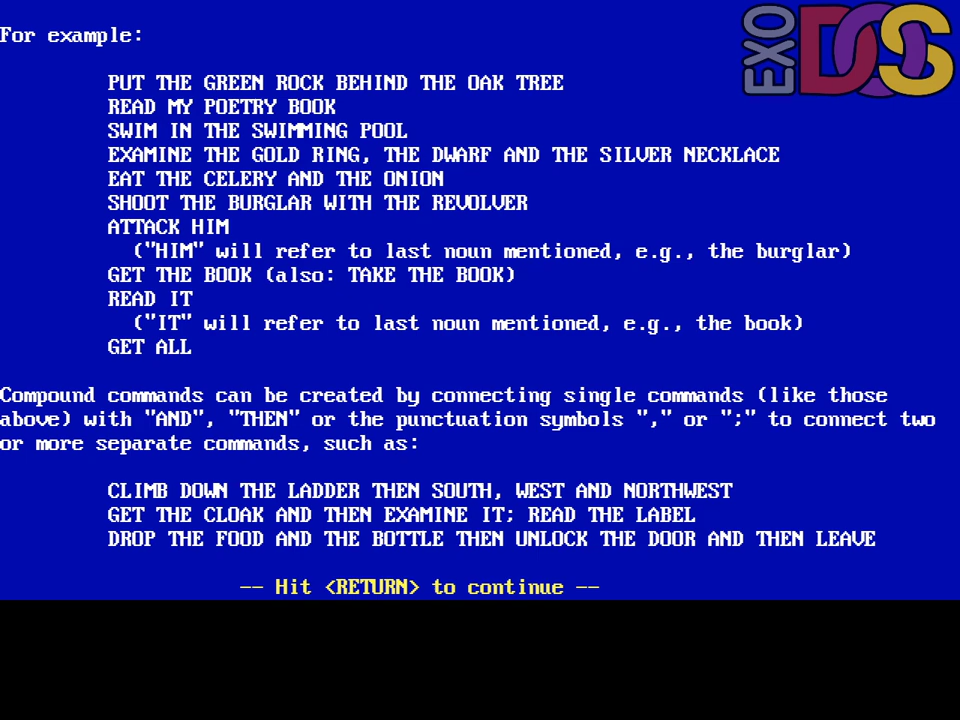 For example:
PUT THE GREEN ROCK BEHIND THE OAK TREE
READ MY POETRY BOOK
SWIM IN THE SWIMMING POOL
EXAMINE THE GOLD RING, THE DWARF AND THE SILVER NECKLACE
EAT THE CELERY AND THE ONION
SHOOT THE BURGLAR WITH THE REVOLVER
ATTACK HIM
("HIM" will refer to last noun mentioned, e.g., the burglar)
GET THE BOOK (also: TAKE THE BOOK)
READ IT
("IT" will refer to last noun mentioned, e.g., the book)
GET ALL
Compound commands can be created by connecting single commands (like those
above) with "AND", "THEN" or the punctuation symbols "," or ";" to connect two
or more separate commands, such as:
CLIMB DOWN THE LADDER THEN SOUTH, WEST AND NORTHWEST
GET THE CLOAK AND THEN EXAMINE IT; READ THE LABEL
DROP THE FOOD AND THE BOTTLE THEN UNLOCK THE DOOR AND THEN LEAVE
-- Hit <RETURN> to continue --
EXO DOS